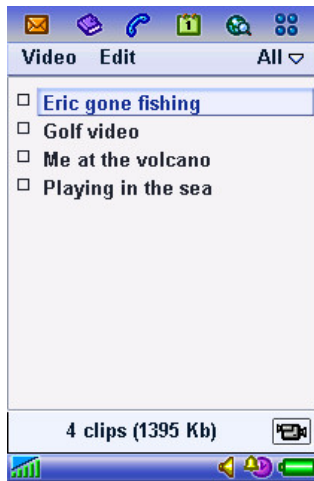 1
Video Edit All
Eric gone fishing
Golf video
Me at the volcano
Playing in the sea
4 clips (1395 Kb)